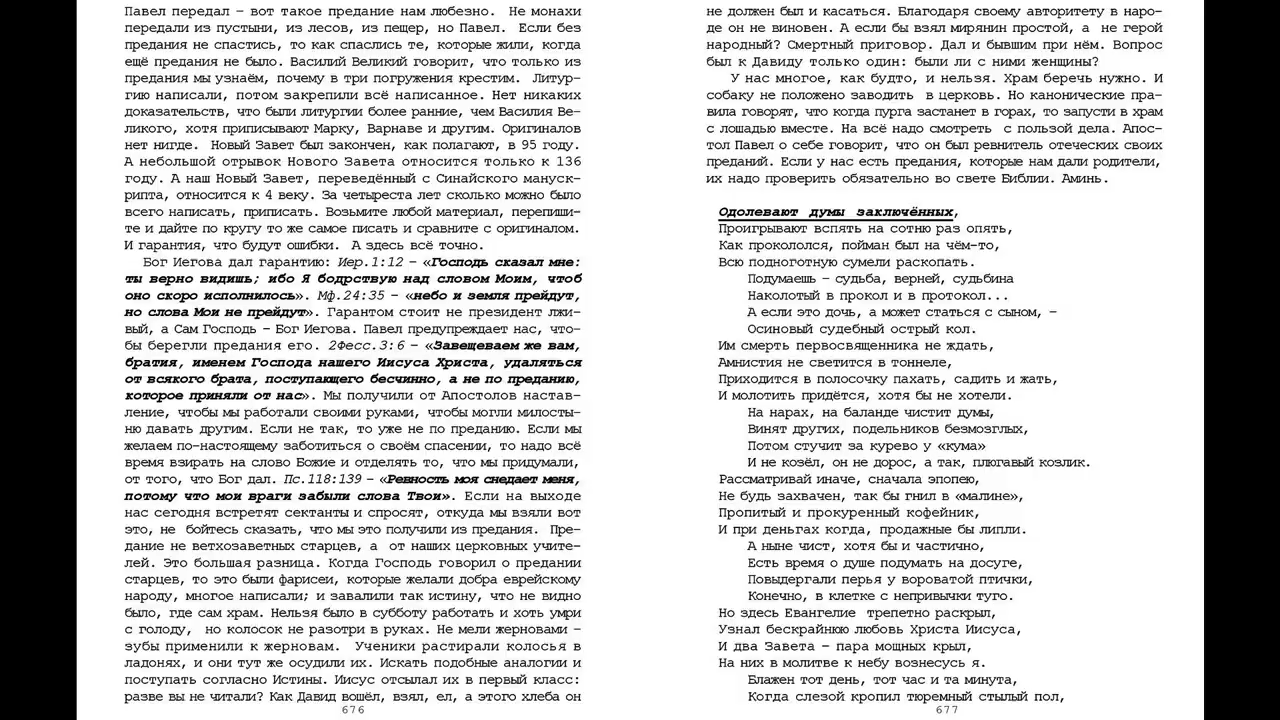 Павел передал – вот такое предание нам любезно.  Не монахи
передали из пустыни, из лесов, из пещер, но Павел.  Если без
предания не спастись, то как спаслись те, которые жили, когда
ещё предания не было. Василий Великий говорит, что только из
предания мы узнаём, почему в три погружения крестим.  Литур-
гию написали, потом закрепили всё написанное. Нет никаких
доказательств, что были литургии более ранние, чем Василия Ве-
ликого, хотя приписывают Марку, Варнаве и другим. Оригиналов
нет нигде.  Новый Завет был закончен, как полагают, в 95 году.
А небольшой отрывок Нового Завета относится только к 136
году. А наш Новый Завет, переведённый с Синайского мануск-
рипта, относится к 4 веку. За четыреста лет сколько можно было
всего написать, приписать. Возьмите любой материал, перепиши-
те и дайте по кругу то же самое писать и сравните с оригиналом.
И гарантия, что будут ошибки.  А здесь всё точно.
Бог Иегова дал гарантию: Иер.1:12 – «Господь сказал мне:
ты верно видишь; ибо Я бодрствую над словом Моим, чтоб
оно скоро исполнилось». Мф.24:35 – «небо и земля прейдут,
но слова Мои не прейдут». Гарантом стоит не президент лжи-
вый, а Сам Господь – Бог Иегова. Павел предупреждает нас, что-
бы берегли предания его. 2Фесс.3:6 – «Завещеваем же вам,
братия, именем Господа нашего Иисуса Христа, удаляться
от всякого брата, поступающего бесчинно, а не по преданию,
которое приняли от нас». Мы получили от Апостолов настав-
ление, чтобы мы работали своими руками, чтобы могли милосты-
ню давать другим. Если не так, то уже не по преданию. Если мы
желаем по-настоящему заботиться о своём спасении, то надо всё
время взирать на слово Божие и отделять то, что мы придумали,
от того, что Бог дал. Пс.118:139 – «Ревность моя снедает меня,
потому что мои враги забыли слова Твои». Если на выходе
нас сегодня встретят сектанты и спросят, откуда мы взяли вот
это, не  бойтесь сказать, что мы это получили из предания.  Пре-
дание не ветхозаветных старцев, а  от наших церковных учите-
лей. Это большая разница. Когда Господь говорил о предании
старцев, то это были фарисеи, которые желали добра еврейскому
народу, многое написали; и завалили так истину, что не видно
было, где сам храм. Нельзя было в субботу работать и хоть умри
с голоду,  но колосок не разотри в руках. Не мели жерновами –
зубы применили к жерновам.  Ученики растирали колосья в
ладонях, и они тут же осудили их. Искать подобные аналогии и
поступать согласно Истины. Иисус отсылал их в первый класс:
разве вы не читали? Как Давид вошёл, взял, ел, а этого хлеба он
676
не должен был и касаться. Благодаря своему авторитету в наро-
де он не виновен. А если бы взял мирянин простой, а  не герой
народный? Смертный приговор. Дал и бывшим при нём. Вопрос
был к Давиду только один: были ли с ними женщины?
У нас многое, как будто, и нельзя. Храм беречь нужно. И
собаку не положено заводить  в церковь. Но канонические пра-
вила говорят, что когда пурга застанет в горах, то запусти в храм
с лошадью вместе. На всё надо смотреть  с пользой дела. Апос-
тол Павел о себе говорит, что он был ревнитель отеческих своих
преданий. Если у нас есть предания, которые нам дали родители,
их надо проверить обязательно во свете Библии. Аминь.
Одолевают думы заключённых,
Проигрывают вспять на сотню раз опять,
Как прокололся, пойман был на чём-то,
Всю подноготную сумели раскопать.
Подумаешь – судьба, верней, судьбина
Наколотый в прокол и в протокол...
А если это дочь, а может статься с сыном, –
Осиновый судебный острый кол.
Им смерть первосвященника не ждать,
Амнистия не светится в тоннеле,
Приходится в полосочку пахать, садить и жать,
И молотить придётся, хотя бы не хотели.
На нарах, на баланде чистит думы,
Винят других, подельников безмозглых,
Потом стучит за курево у «кума»
И не козёл, он не дорос, а так, плюгавый козлик.
Рассматривай иначе, сначала эпопею,
Не будь захвачен, так бы гнил в «малине»,
Пропитый и прокуренный кофейник,
И при деньгах когда, продажные бы липли.
А ныне чист, хотя бы и частично,
Есть время о душе подумать на досуге,
Повыдергали перья у вороватой птички,
Конечно, в клетке с непривычки туго.
Но здесь Евангелие  трепетно раскрыл,
Узнал бескрайнюю любовь Христа Иисуса,
И два Завета – пара мощных крыл,
На них в молитве к небу вознесусь я.
Блажен тот день, тот час и та минута,
Когда слезой кропил тюремный стылый пол,
677